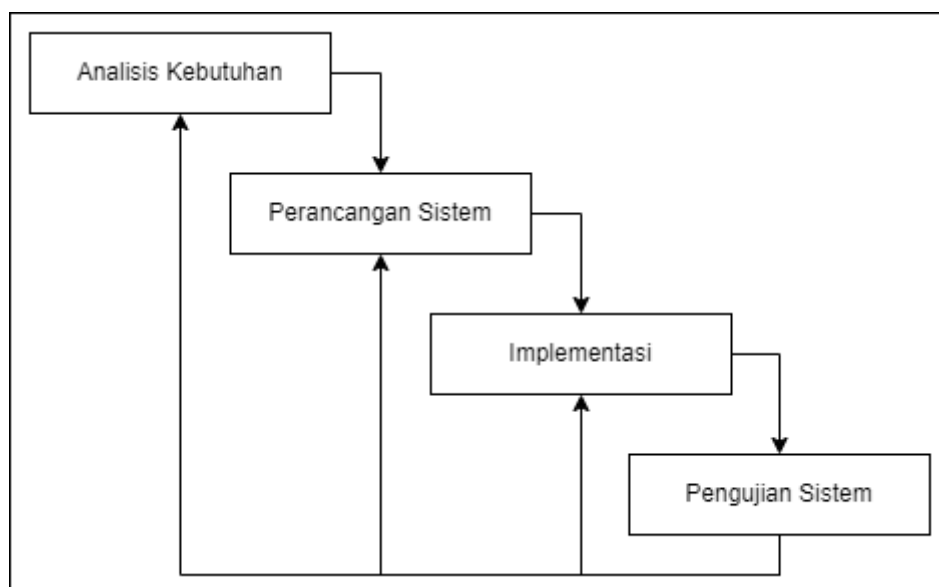 Analisis Kebutuhan
Perancangan Sistem
Implementasi
Pengujian Sistem